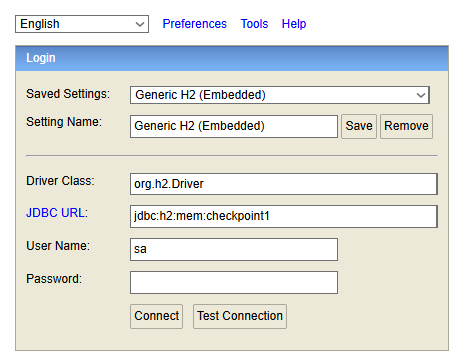 English Preferences Tools Help
Login
Saved Settings: Generic H2 (Embedded)
Setting Name: Generic H2 (Embedded) Save Remove
Driver Class: org.h2.Driver
JDBC URL: jdbc:h2:mem:checkpoint1
User Name: sa
Password:
Connect Test Connection